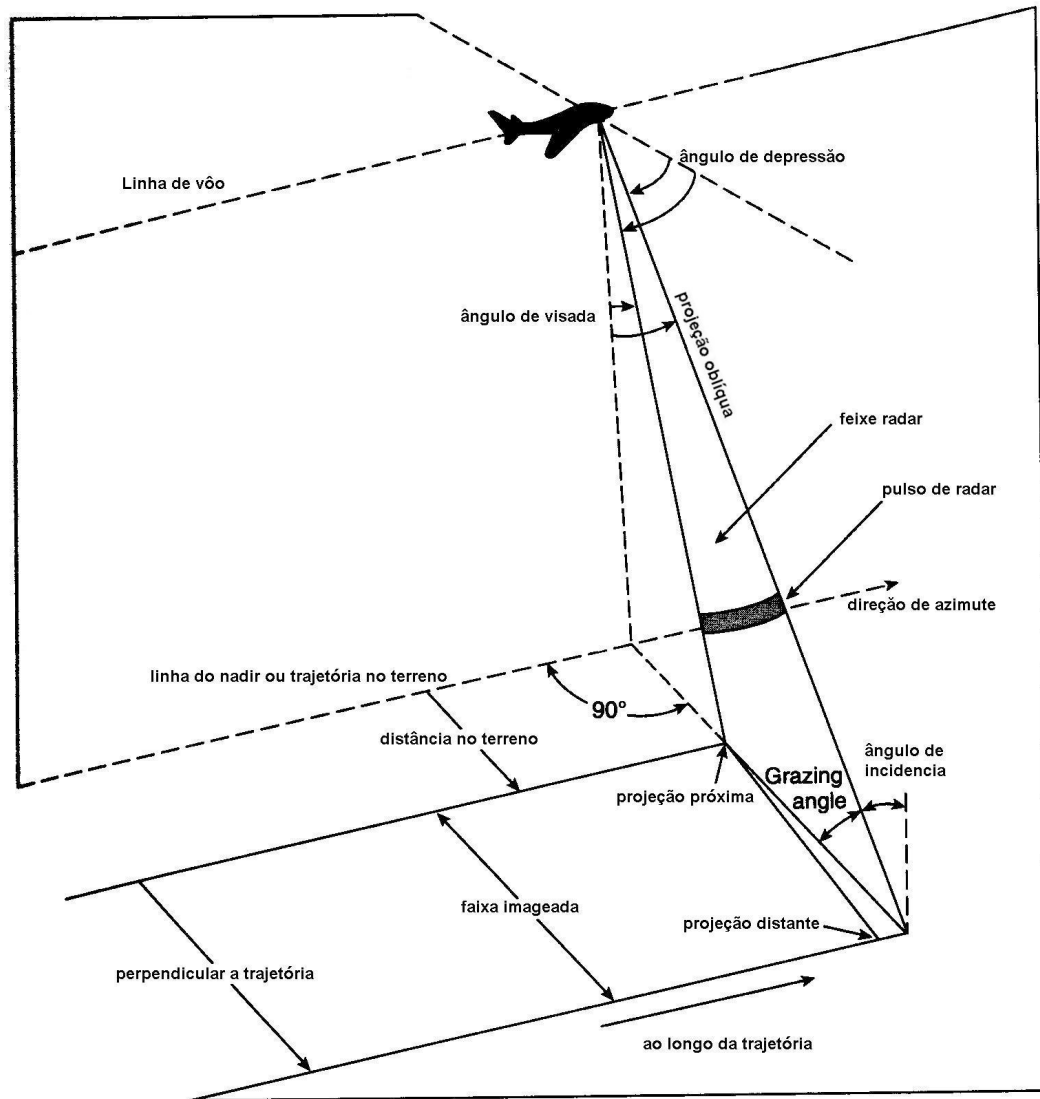 Linha de vôo
ângulo de depressão
ângulo de visada
projeção oblíqua
feixe radar
pulso de radar
direção de azimute
linha do nadir ou trajetória no terreno
90°
distância no terreno
ângulo de
incidencia
Grazing
angle
projeção próxima
faixa imageada
projeção distante
perpendicular a trajetória
ao longo da trajetória